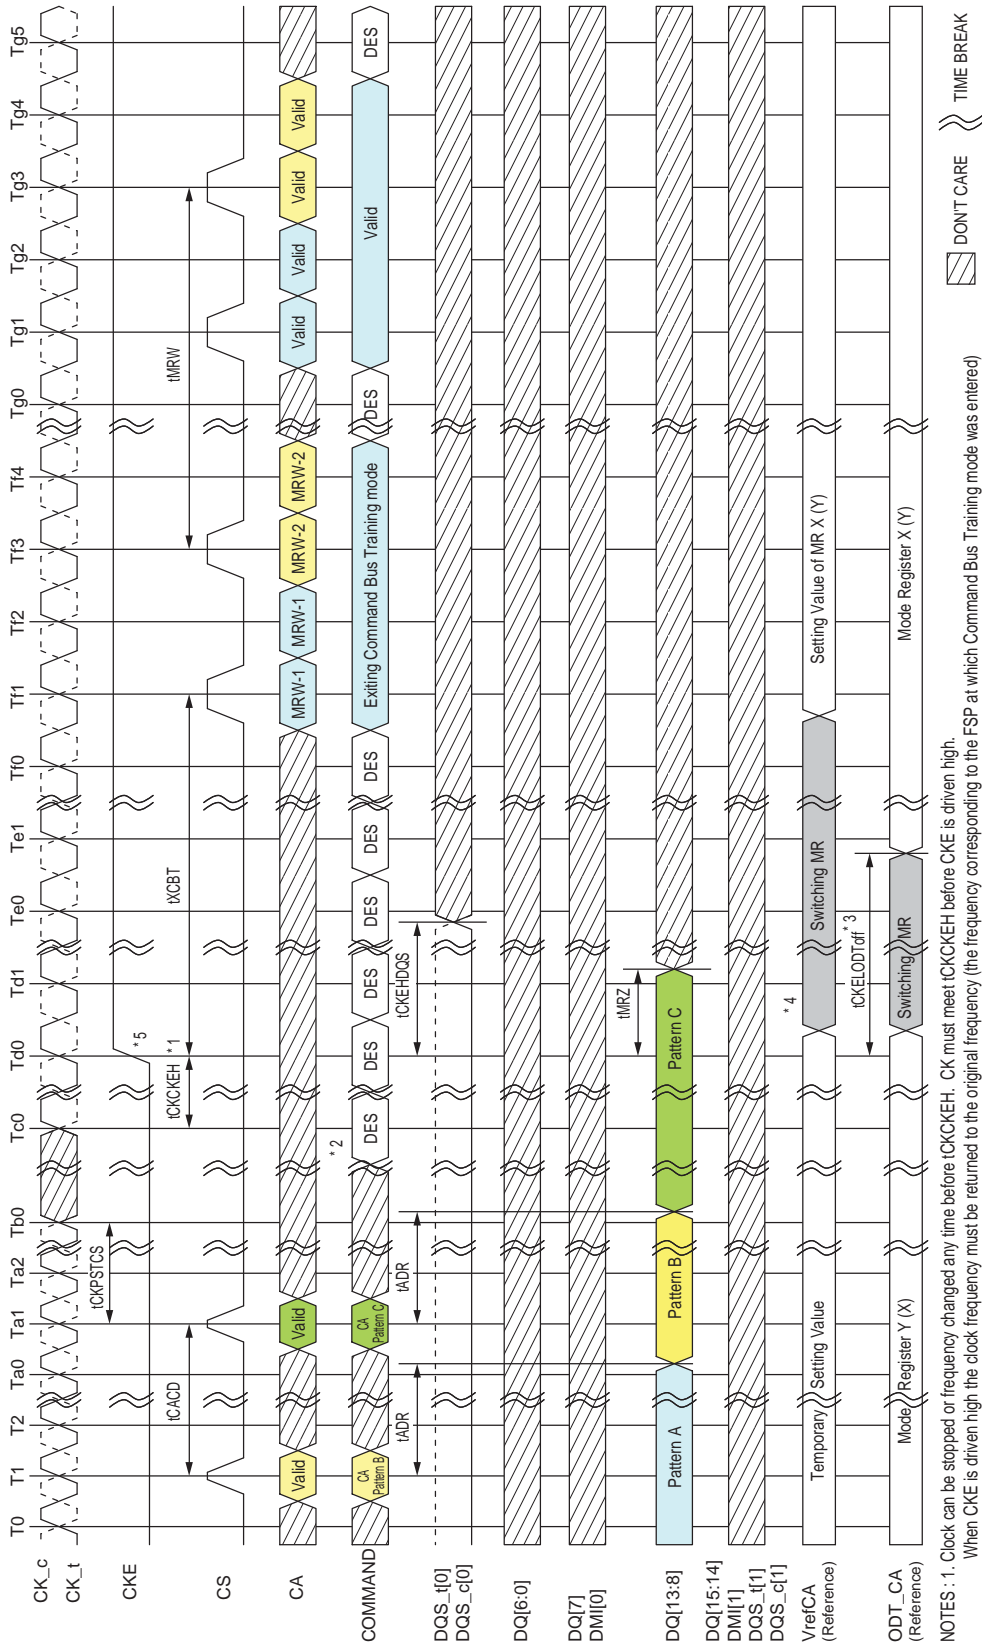 T0 T1 T2 Ta0 Ta1 Ta2 Tb0 Tc0 Td0 Td1 Te0 Te1 Tf0 Tf1 Tf2 Tf3 Tf4 Tg0 Tg1 Tg2 Tg3 Tg4 Tg5
CK_c
CK_t
tCKPSTCS
CKE
* 5
tCKCKEH *1
tCACD
tXCBT
tMRW
CS
CA
Valid Valid MRW-1 MRW-1 MRW-2 MRW-2 Valid Valid Valid Valid
* 2
COMMAND
CA Pattern B
CA Pattern C
DES DES DES DES DES DES Exiting Command Bus Training mode DES Valid DES
tADR tADR tCKEHDQS
DQS_t[0]
DQS_c[0]
DQ[6:0]
DQ[7]
DMI[0]
tMRZ
DQ[13:8]
Pattern A Pattern B Pattern C
DQ[15:14]
DMI[1]
DQS_t[1]
DQS_c[1]
* 4
VrefCA
(Reference)
Temporary Setting Value Switching MR Setting Value of MR X (Y)
tCKELODTdff * 3
ODT_CA
(Reference)
Mode Register Y (X) Switching MR Mode Register X (Y)
DON'T CARE
TIME BREAK
NOTES : 1. Clock can be stopped or frequency changed any time before tCKCKEH. CK must meet tCKCKEH before CKE is driven high.
When CKE is driven high the clock frequency must be returned to the original frequency (the frequency corresponding to the FSP at which Command Bus Training mode was entered)